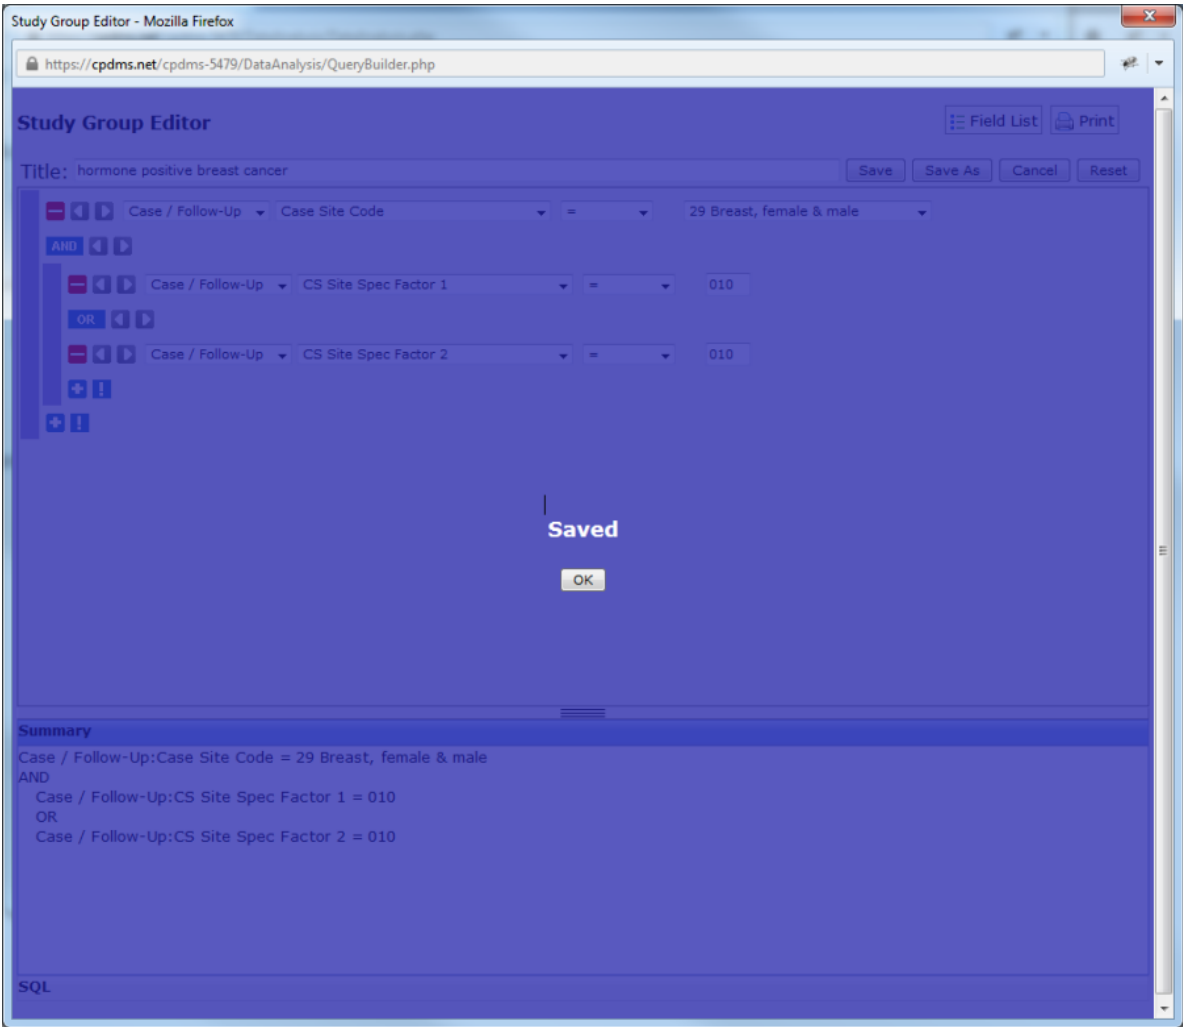 Study Group Editor - Mozilla Firefox
https://cpdms.net/cpdms-5479/DataAnalysis/QueryBuilder.php
Study Group Editor
Field List Print
Title: hormone positive breast cancer Save Save As Cancel Reset
Case / Follow-Up Case Site Code = 29 Breast, female & male
AND
Case / Follow-Up CS Site Spec Factor 1 = 010
OR
Case / Follow-Up CS Site Spec Factor 2 = 010
Saved
OK
Summary
Case / Follow-Up:Case Site Code = 29 Breast, female & male
AND
Case / Follow-Up:CS Site Spec Factor 1 = 010
OR
Case / Follow-Up:CS Site Spec Factor 2 = 010
SQL